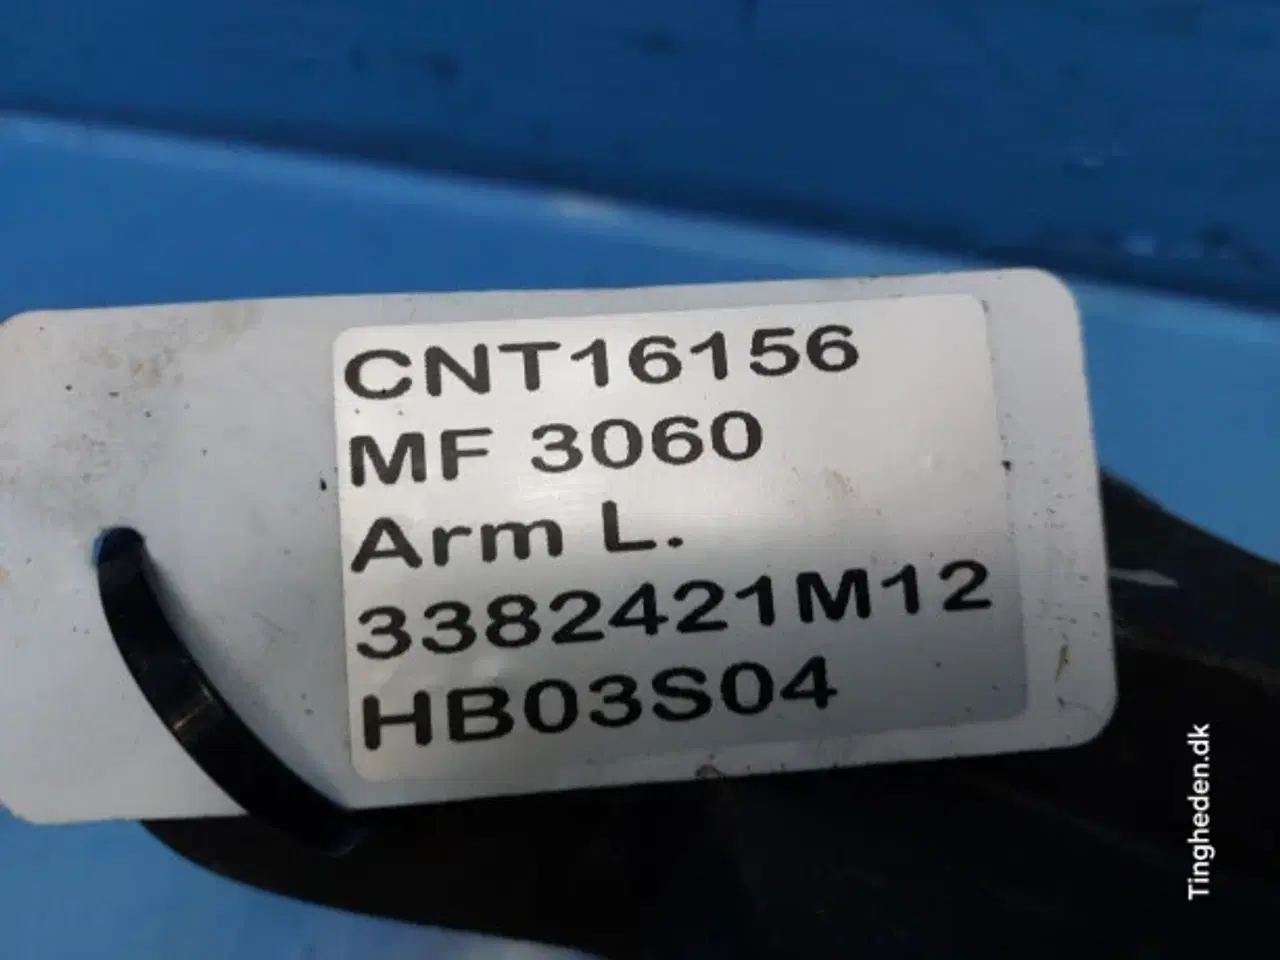 CNT16156
MF 3060
Arm L.
3382421M12
HB03S04
Tingheden.dk